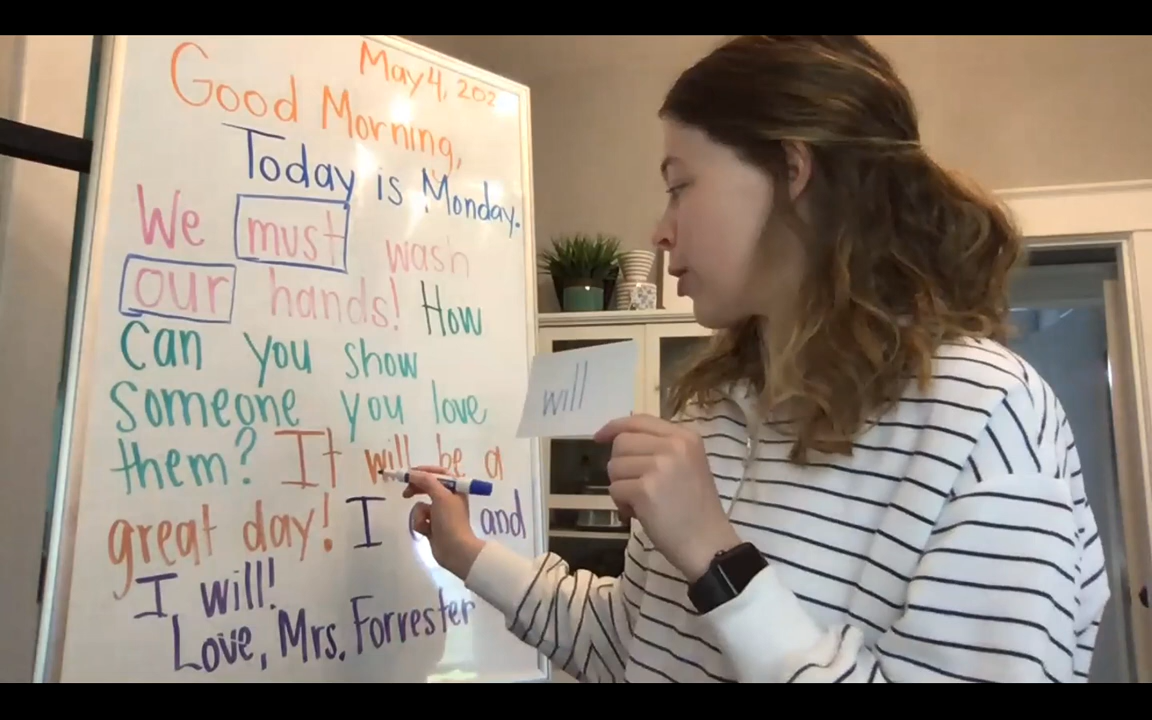 May 4, 202
Good Morning,
Today is Monday.
We must wash
our hands! How
can you show
someone you love
them? It will be a
great day! I and
I will!
Love, Mrs. Forrester
will